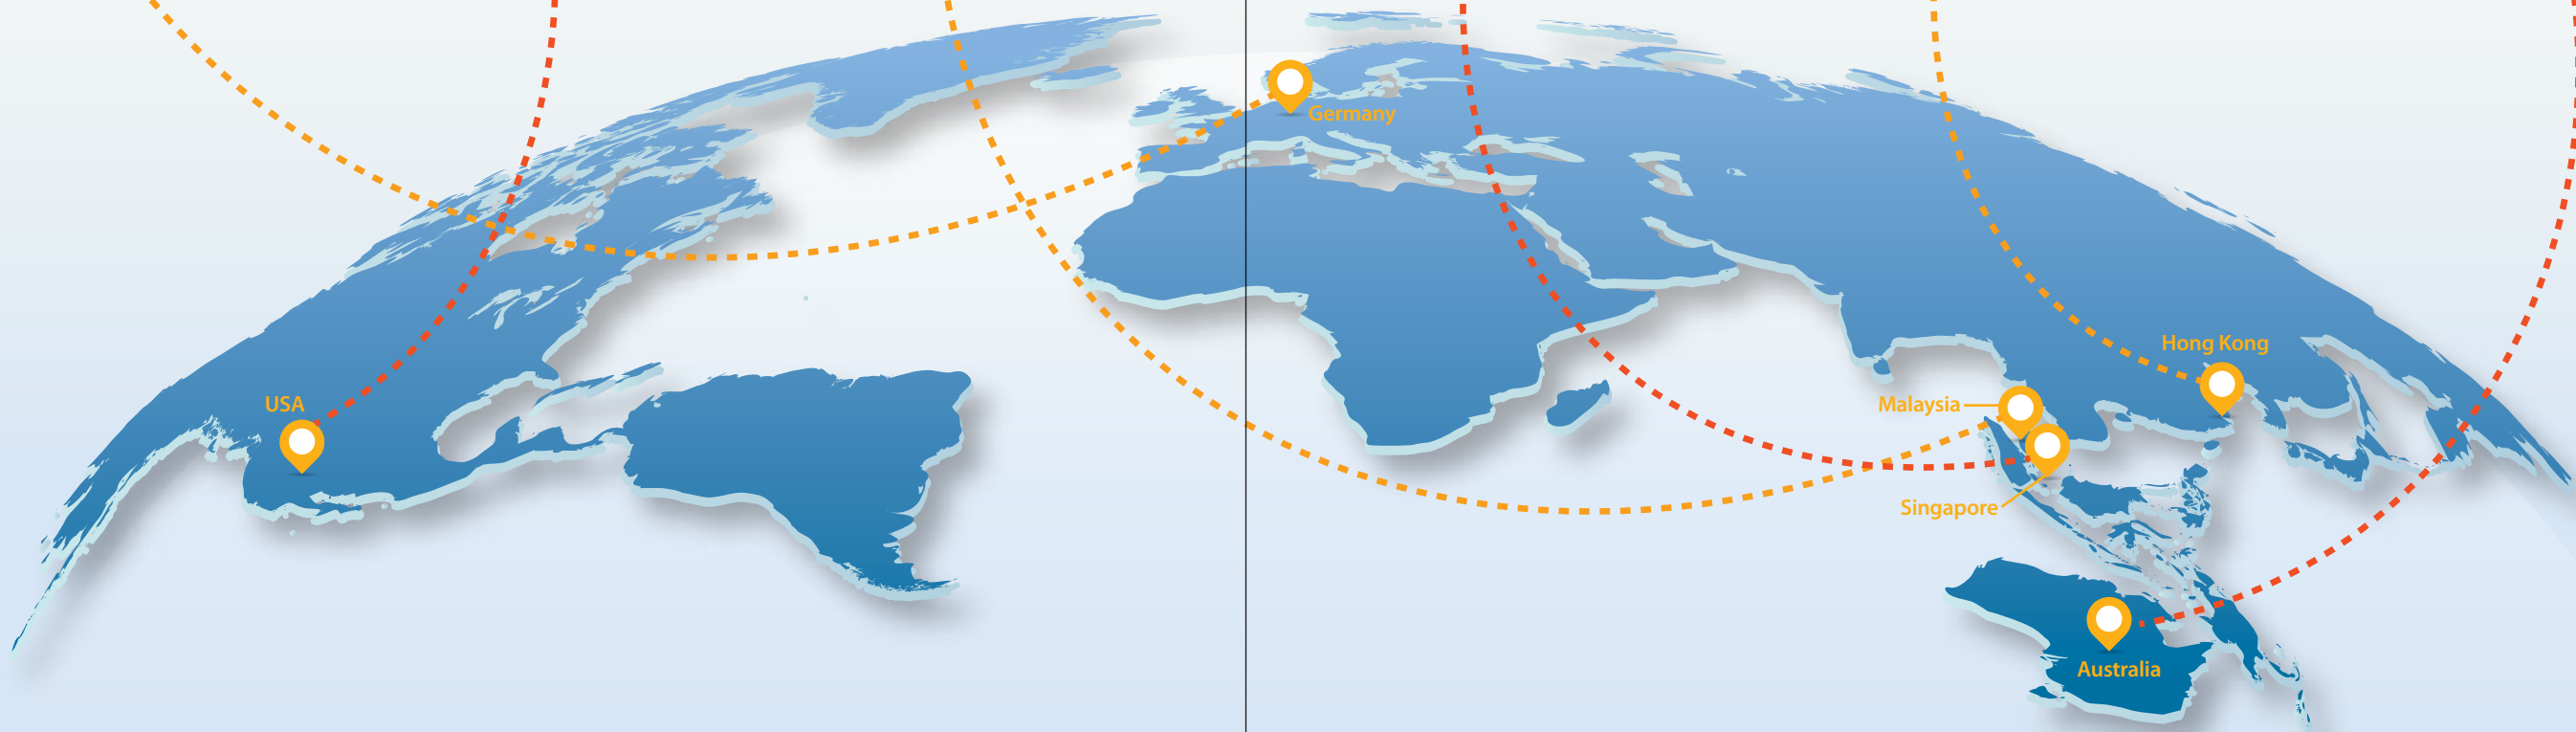 Germany
Hong Kong
USA
Malaysia
Singapore
Australia